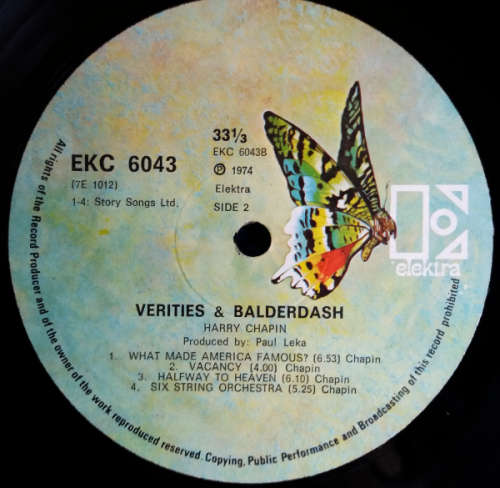 33⅓
EKC 6043B
EKC 6043
(7E 1012)
℗ 1974
Elektra
1-4: Story Songs Ltd.
SIDE 2
elektra
VERITIES & BALDERDASH
HARRY CHAPIN
Produced by: Paul Leka
1. WHAT MADE AMERICA FAMOUS? (6.53) Chapin
2. VACANCY (4.00) Chapin
3. HALFWAY TO HEAVEN (6.10) Chapin
4. SIX STRING ORCHESTRA (5.25) Chapin
All rights of the Record Producer and of the owner of the work reproduced reserved. Copying, Public Performance and Broadcasting of this record prohibited